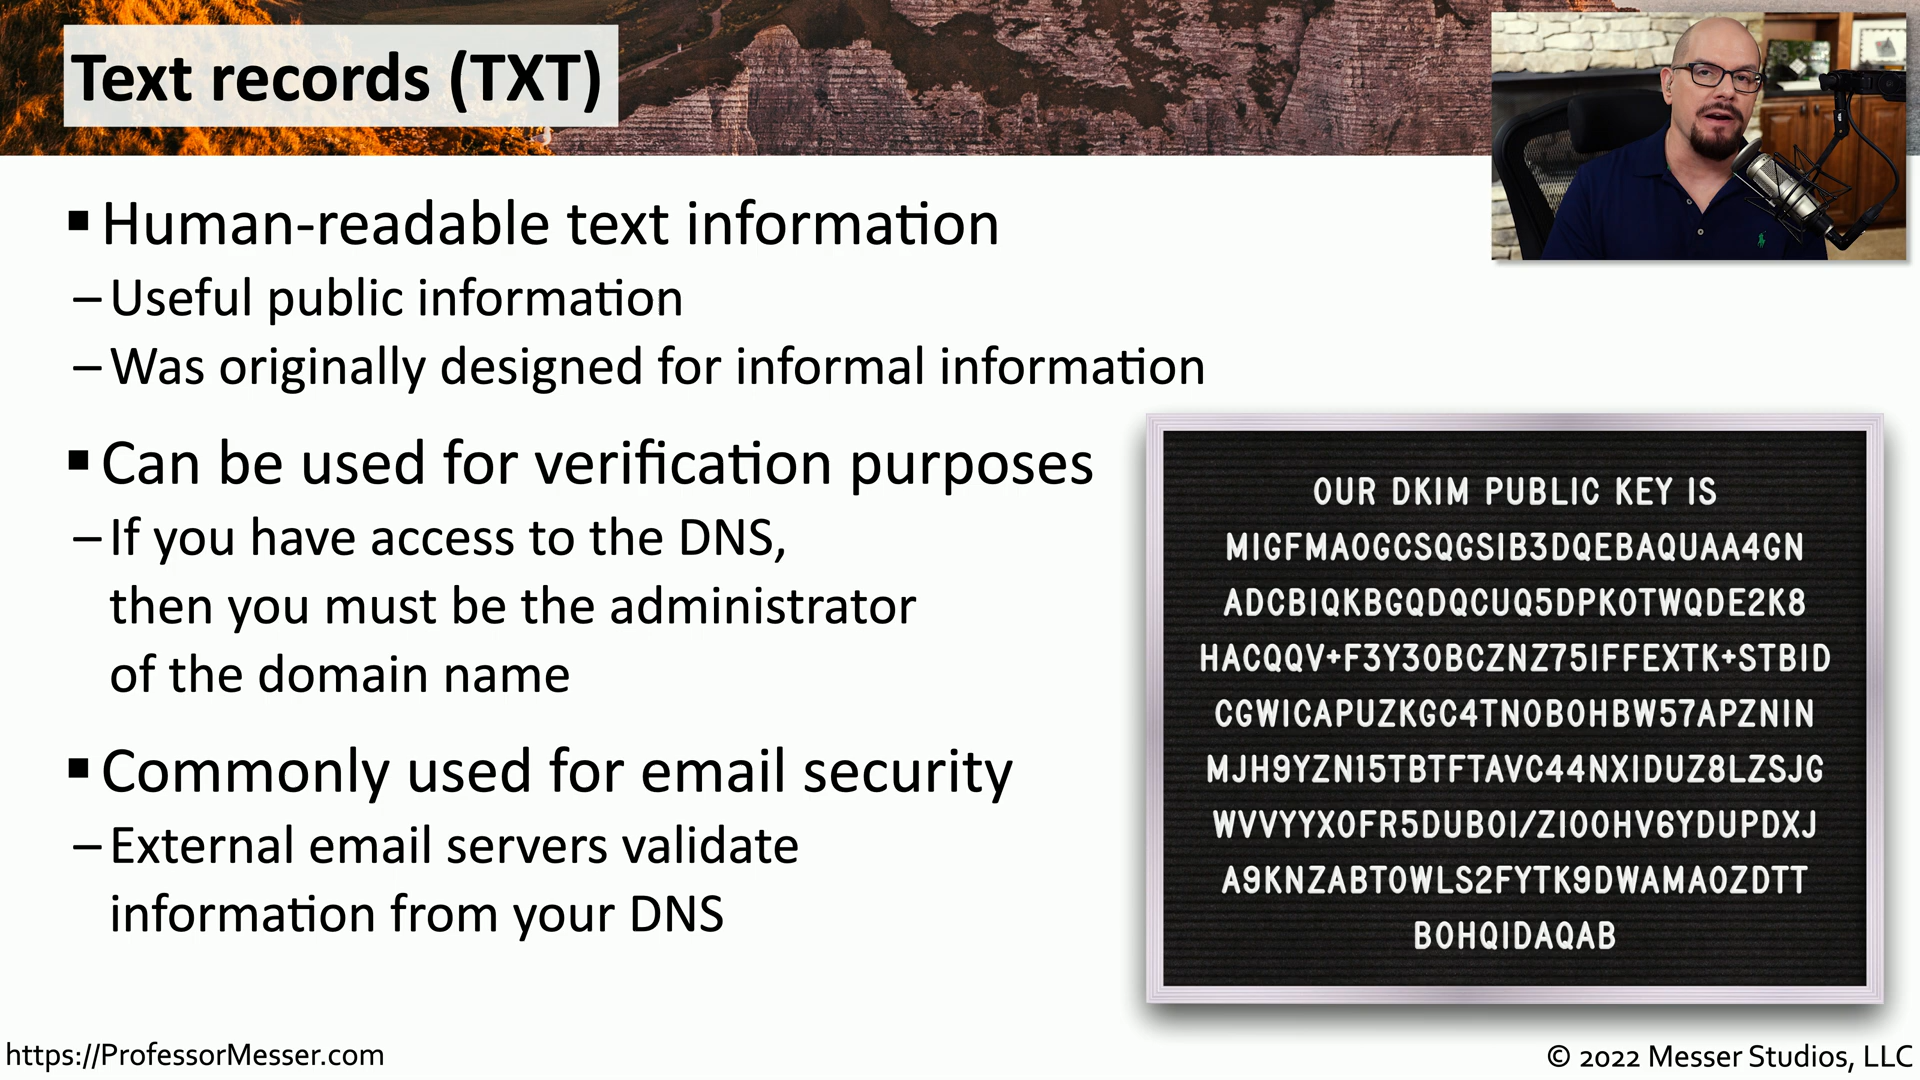 Text records (TXT)
▪ Human-readable text information
– Useful public information
– Was originally designed for informal information
▪ Can be used for verification purposes
– If you have access to the DNS,
then you must be the administrator
of the domain name
▪ Commonly used for email security
– External email servers validate
information from your DNS
OUR DKIM PUBLIC KEY IS
MIGFMA0GCSQGSIB3DQEBAQUAA4GN
ADCBIQKBGQDQCUQ5DPKOTWQDE2K8
HACQQV+F3Y3OBCZNZ75IFFEXTK+STBID
CGWICAPUZKGC4TNOBOHBW57APZNIN
MJH9YZN15TBTFTAVC44NXIDUZ8LZSJG
WVVYYXOFR5DUBOI/ZIOOHV6YDUPDXJ
A9KNZABTOWLS2FYTK9DWAMAOZDTT
BOHQIDAQAB
https://ProfessorMesser.com
© 2022 Messer Studios, LLC